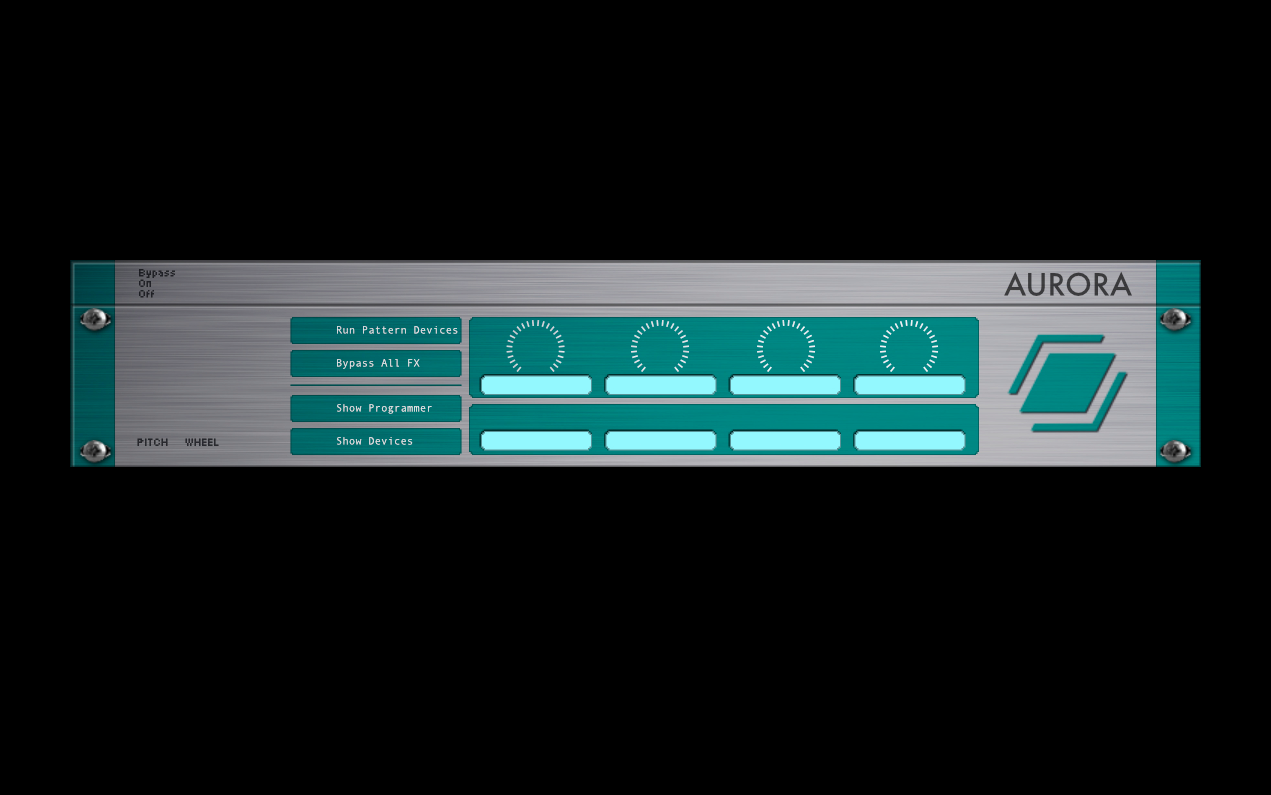 Bypass
On
Off
AURORA
Run Pattern Devices
Bypass All FX
Show Programmer
Show Devices
PITCH WHEEL